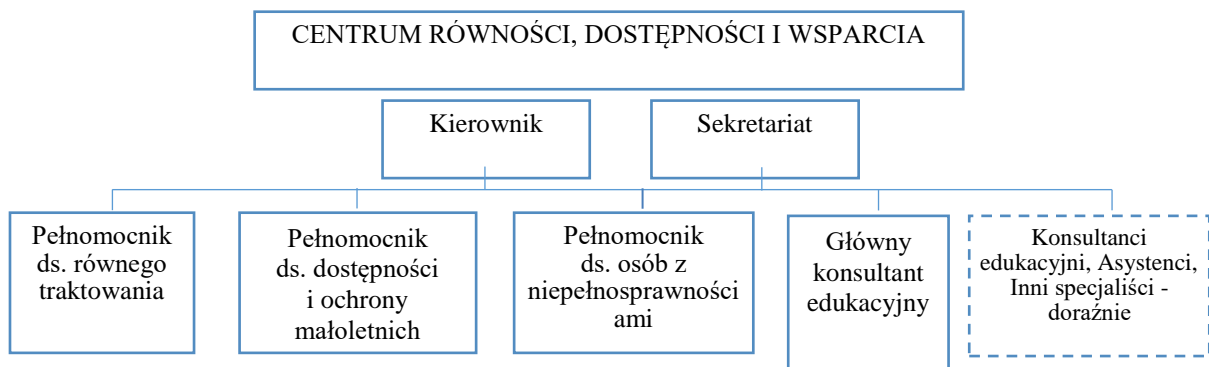 CENTRUM RÓWNOŚCI, DOSTĘPNOŚCI I WSPARCIA
Kierownik
Sekretariat
Pełnomocnik
ds. równego
traktowania
Pełnomocnik
ds. dostępności
i ochrony
małoletnich
Pełnomocnik
ds. osób z
niepełnosprawności
ami
Główny
konsultant
edukacyjny
Konsultanci
edukacyjni, Asystenci,
Inni specjaliści -
doraźnie